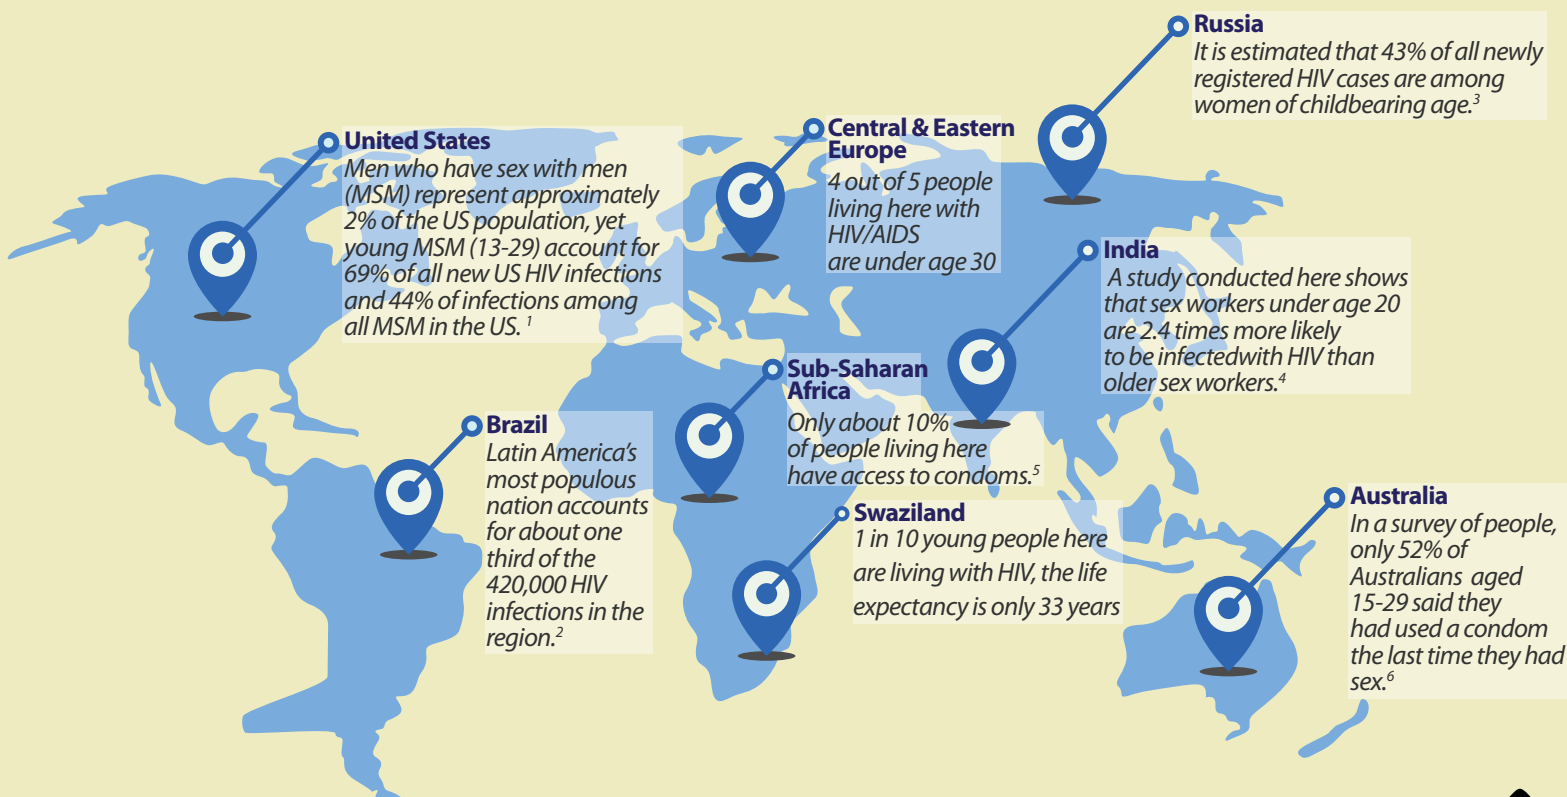 Russia
It is estimated that 43% of all newly
registered HIV cases are among
women of childbearing age.3
United States
Men who have sex with men
(MSM) represent approximately
2% of the US population, yet
young MSM (13-29) account for
69% of all new US HIV infections
and 44% of infections among
all MSM in the US. 1
Central & Eastern
Europe
4 out of 5 people
living here with
HIV/AIDS
are under age 30
India
A study conducted here shows
that sex workers under age 20
are 2.4 times more likely
to be infectedwith HIV than
older sex workers.4
Sub-Saharan
Africa
Only about 10%
of people living here
have access to condoms.5
Brazil
Latin America's
most populous
nation accounts
for about one
third of the
420,000 HIV
infections in the
region.2
Swaziland
1 in 10 young people here
are living with HIV, the life
expectancy is only 33 years
Australia
In a survey of people,
only 52% of
Australians aged
15-29 said they
had used a condom
the last time they had
sex.6